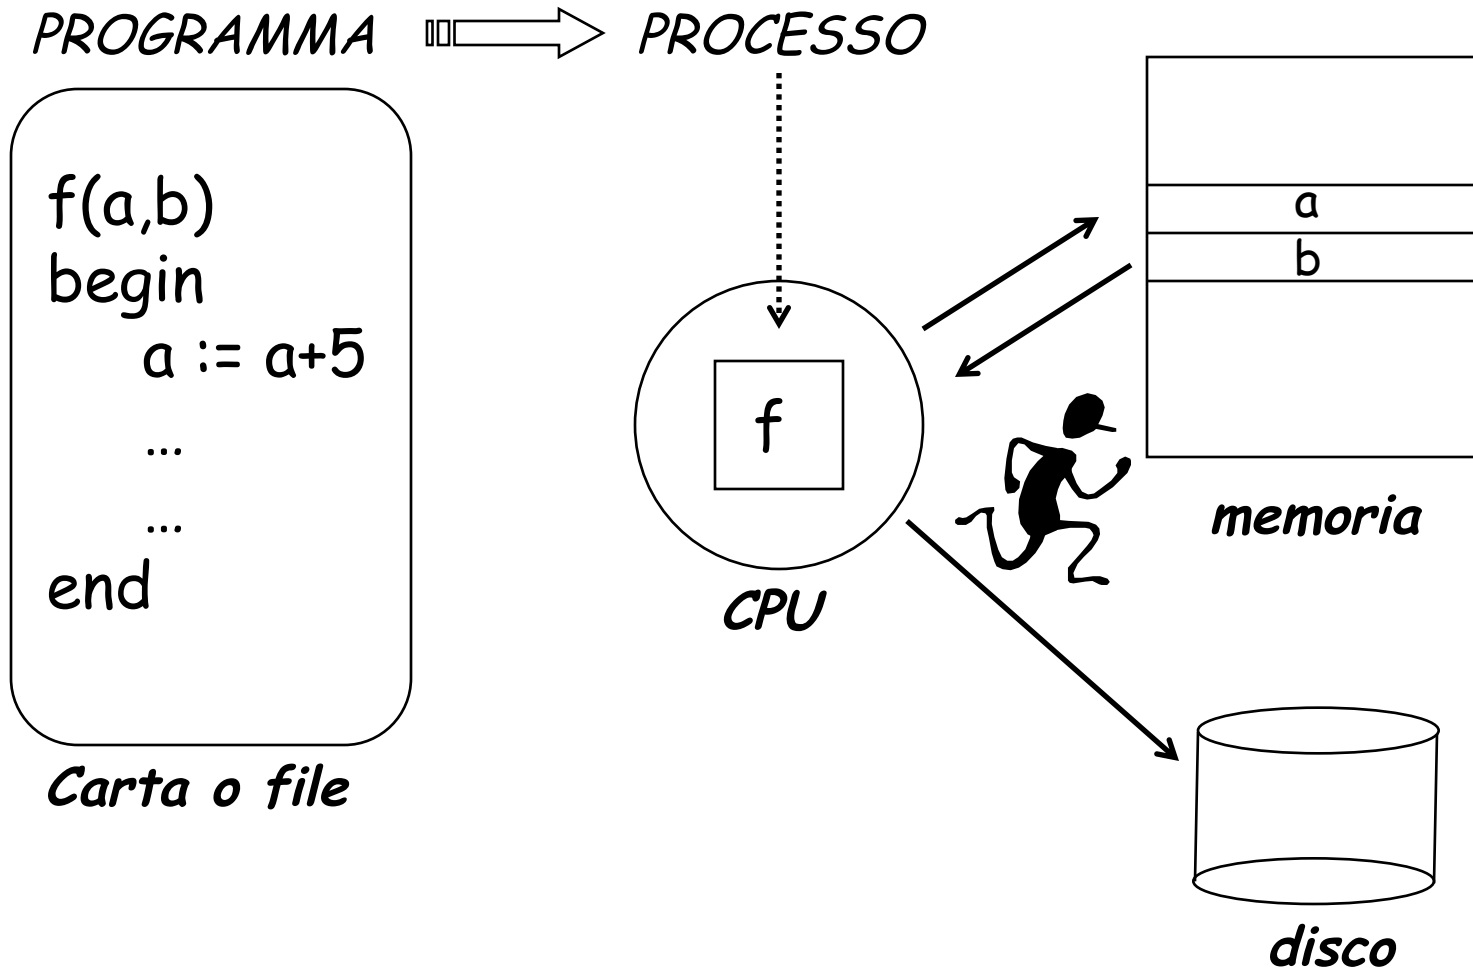 PROGRAMMA
PROCESSO
f(a,b)
begin
a := a+5
...
...
end
Carta o file
f
CPU
a
b
memoria
disco